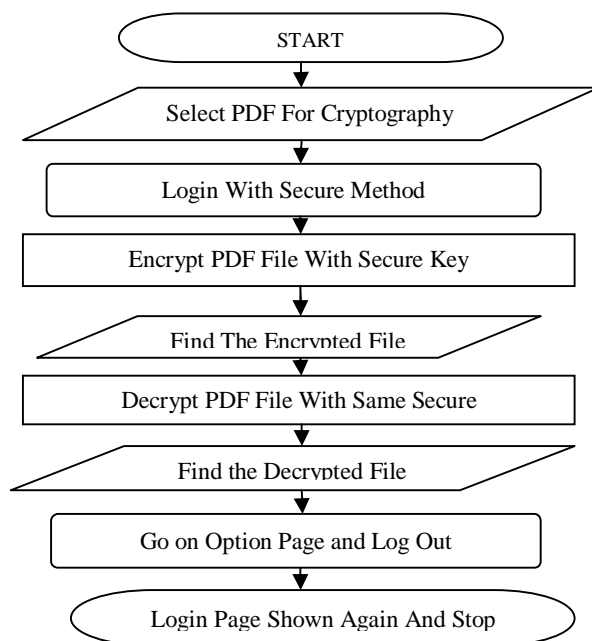 START
Select PDF For Cryptography
Login With Secure Method
Encrypt PDF File With Secure Key
Find The Encrypted File
Decrypt PDF File With Same Secure
Find the Decrypted File
Go on Option Page and Log Out
Login Page Shown Again And Stop